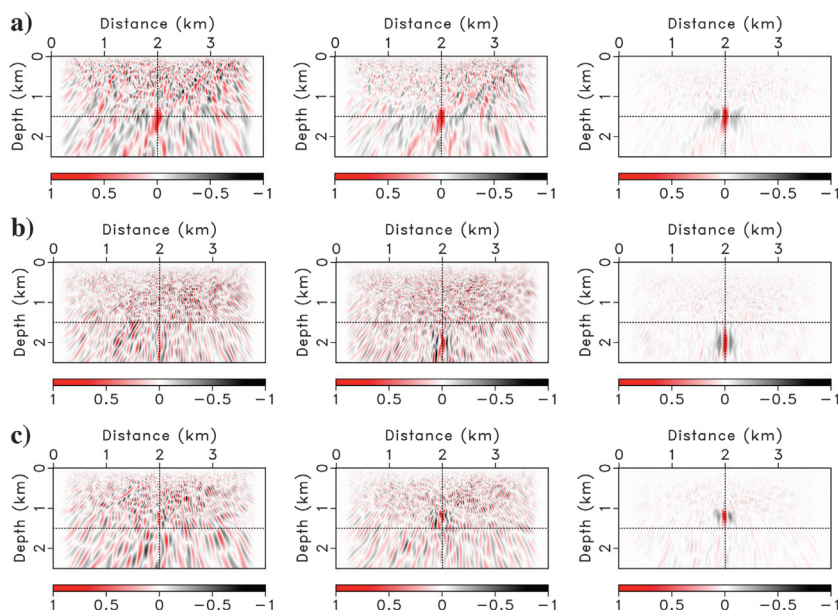 a)
Distance (km) Distance (km) Distance (km)
0 1 2 3 0 1 2 3 0 1 2 3
Depth (km) 0 1 2 Depth (km) 0 1 2 Depth (km) 0 1 2
1 0.5 0 -0.5 -1 1 0.5 0 -0.5 -1 1 0.5 0 -0.5 -1
b)
Distance (km) Distance (km) Distance (km)
0 1 2 3 0 1 2 3 0 1 2 3
Depth (km) 0 1 2 Depth (km) 0 1 2 Depth (km) 0 1 2
1 0.5 0 -0.5 -1 1 0.5 0 -0.5 -1 1 0.5 0 -0.5 -1
c)
Distance (km) Distance (km) Distance (km)
0 1 2 3 0 1 2 3 0 1 2 3
Depth (km) 0 1 2 Depth (km) 0 1 2 Depth (km) 0 1 2
1 0.5 0 -0.5 -1 1 0.5 0 -0.5 -1 1 0.5 0 -0.5 -1